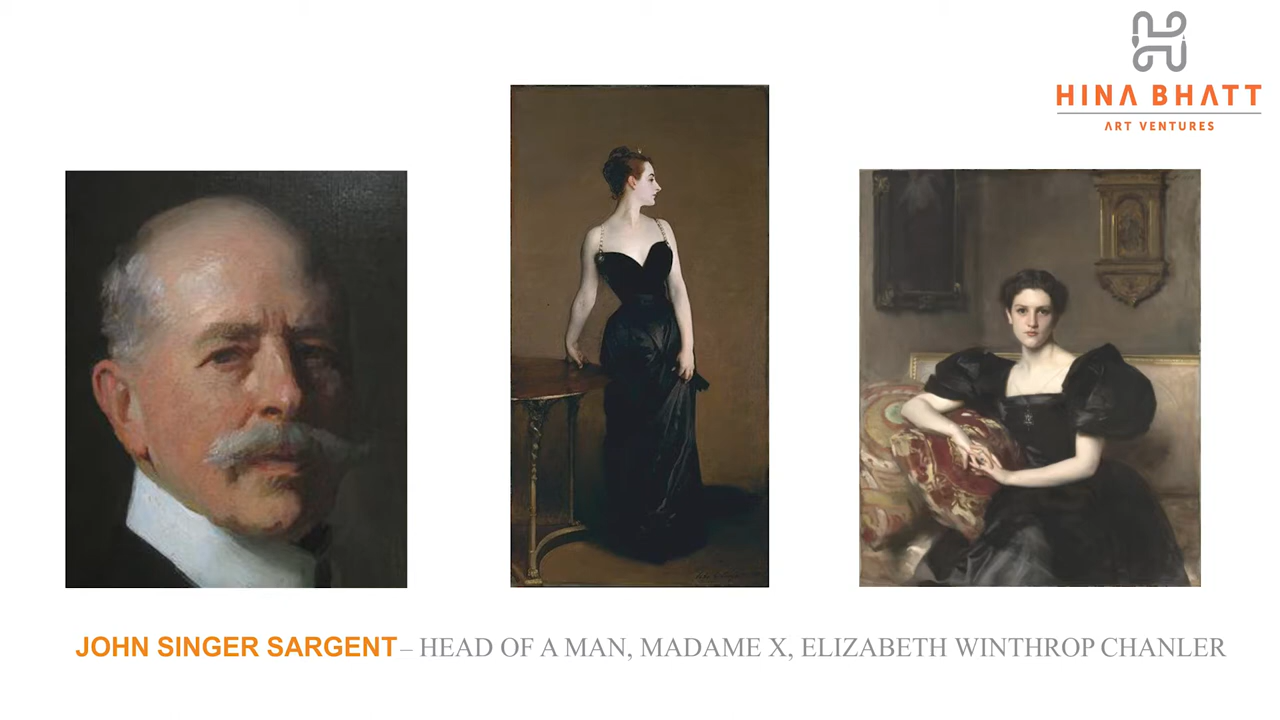 HINA BHATT
ART VENTURES
JOHN SINGER SARGENT – HEAD OF A MAN, MADAME X, ELIZABETH WINTHROP CHANLER